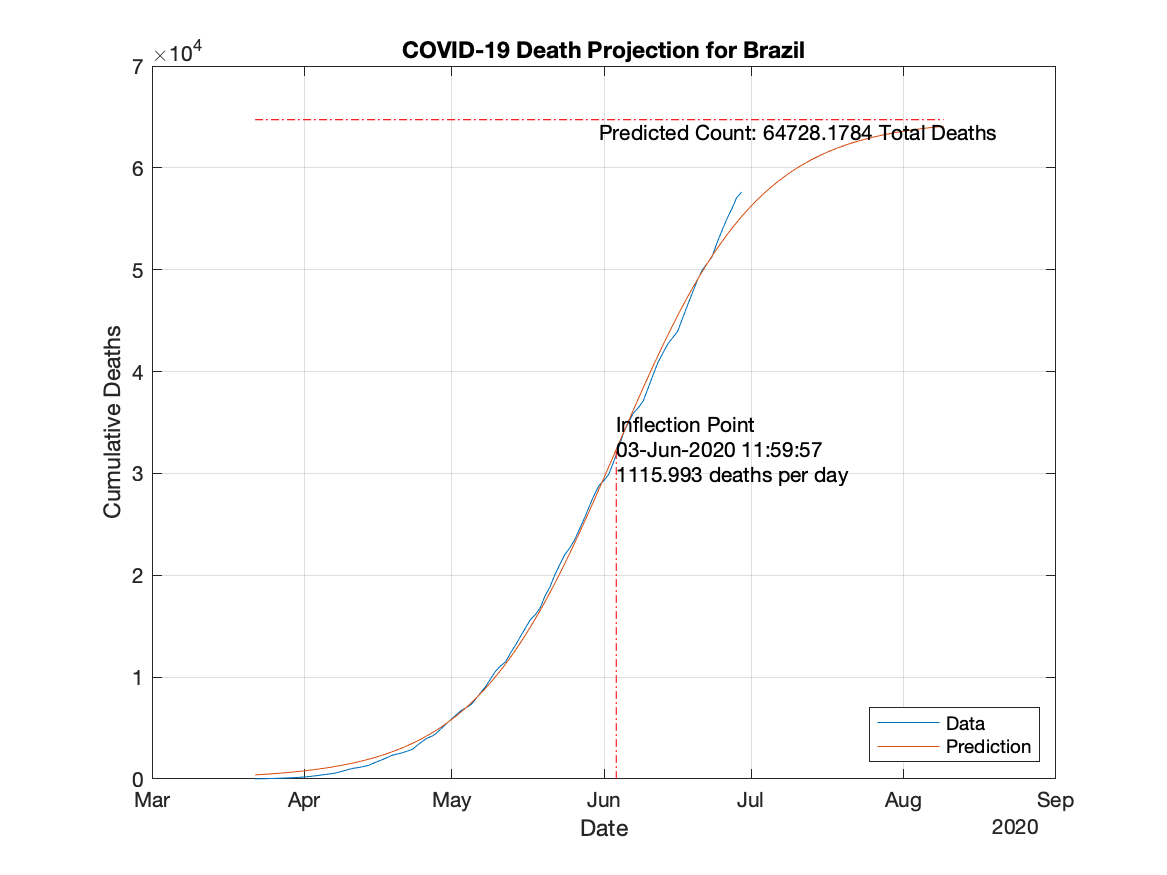 COVID-19 Death Projection for Brazil
×10⁴
7
6
5
4
3
2
1
0
Cumulative Deaths
Predicted Count: 64728.1784 Total Deaths
Inflection Point
03-Jun-2020 11:59:57
1115.993 deaths per day
Data
Prediction
Mar Apr May Jun Jul Aug Sep
Date
2020